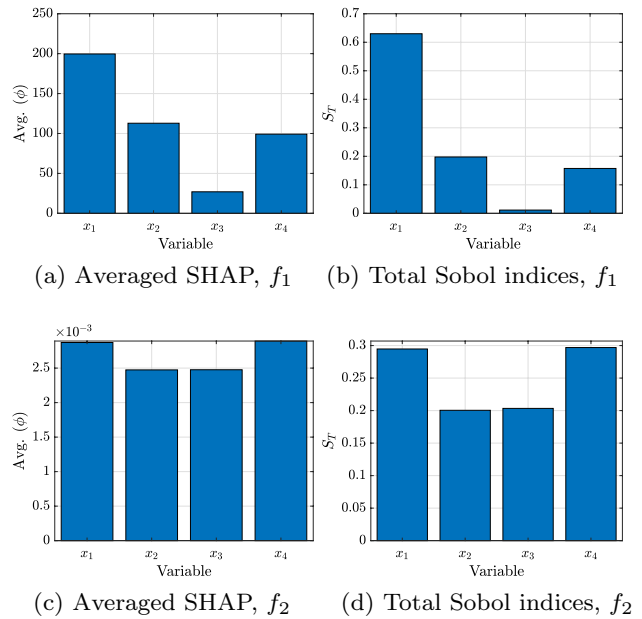 250
200
150
100
50
0
Avg. (ϕ)
x₁ x₂ x₃ x₄
Variable
0.7
0.6
0.5
0.4
0.3
0.2
0.1
0
S_T
x₁ x₂ x₃ x₄
Variable
(a) Averaged SHAP, f₁ (b) Total Sobol indices, f₁
×10⁻³
2.5
2
1.5
1
0.5
0
Avg. (ϕ)
x₁ x₂ x₃ x₄
Variable
0.3
0.25
0.2
0.15
0.1
0.05
0
S_T
x₁ x₂ x₃ x₄
Variable
(c) Averaged SHAP, f₂ (d) Total Sobol indices, f₂